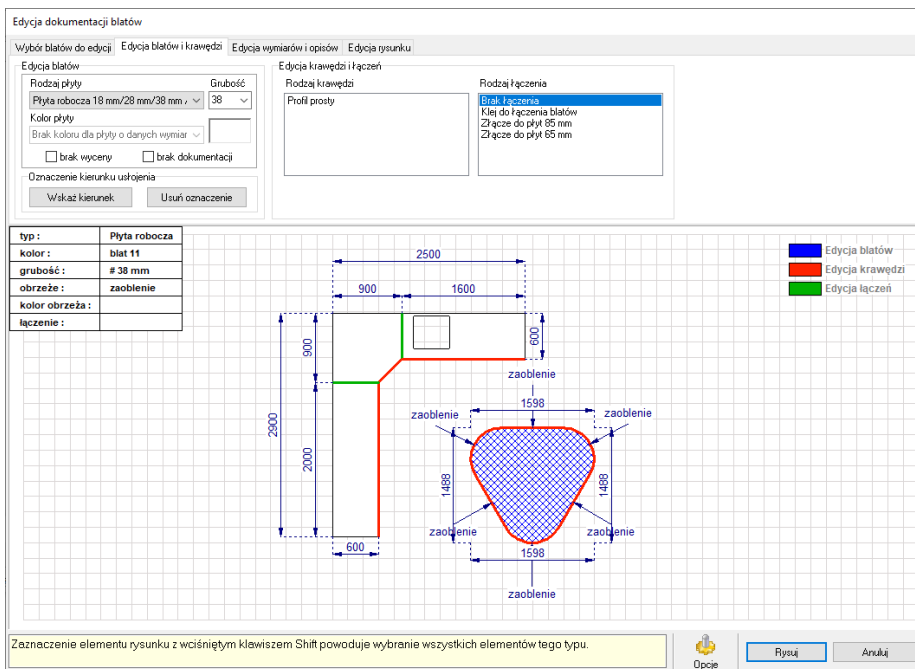 Edycja dokumentacji blatów
Wybór blatów do edycji Edycja blatów i krawędzi Edycja wymiarów i opisów Edycja rysunku
Edycja blatów
Rodzaj płyty Grubość
Płyta robocza 18 mm/28 mm/38 mm / 38
Kolor płyty
Brak koloru dla płyty o danych wymiar
brak wyceny brak dokumentacji
Oznaczenie kierunku usłojenia
Wskaż kierunek Usuń oznaczenie
Edycja krawędzi i łączeń
Rodzaj krawędzi Rodzaj łączenia
Profil prosty
Brak łączenia
Klej do łączenia blatów
Złącze do płyt 85 mm
Złącze do płyt 65 mm
typ : Płyta robocza
kolor : blat 11
grubość : # 38 mm
obrzeże : zaoblenie
kolor obrzeża :
łączenie :
Edycja blatów
Edycja krawędzi
Edycja łączeń
2500
900 1600
900
600
2900
2000
600
zaoblenie
1598
zaoblenie zaoblenie
1488 1488
zaoblenie zaoblenie
1598
zaoblenie
Zaznaczenie elementu rysunku z wciśniętym klawiszem Shift powoduje wybranie wszystkich elementów tego typu.
Opcje
Rysuj Anuluj